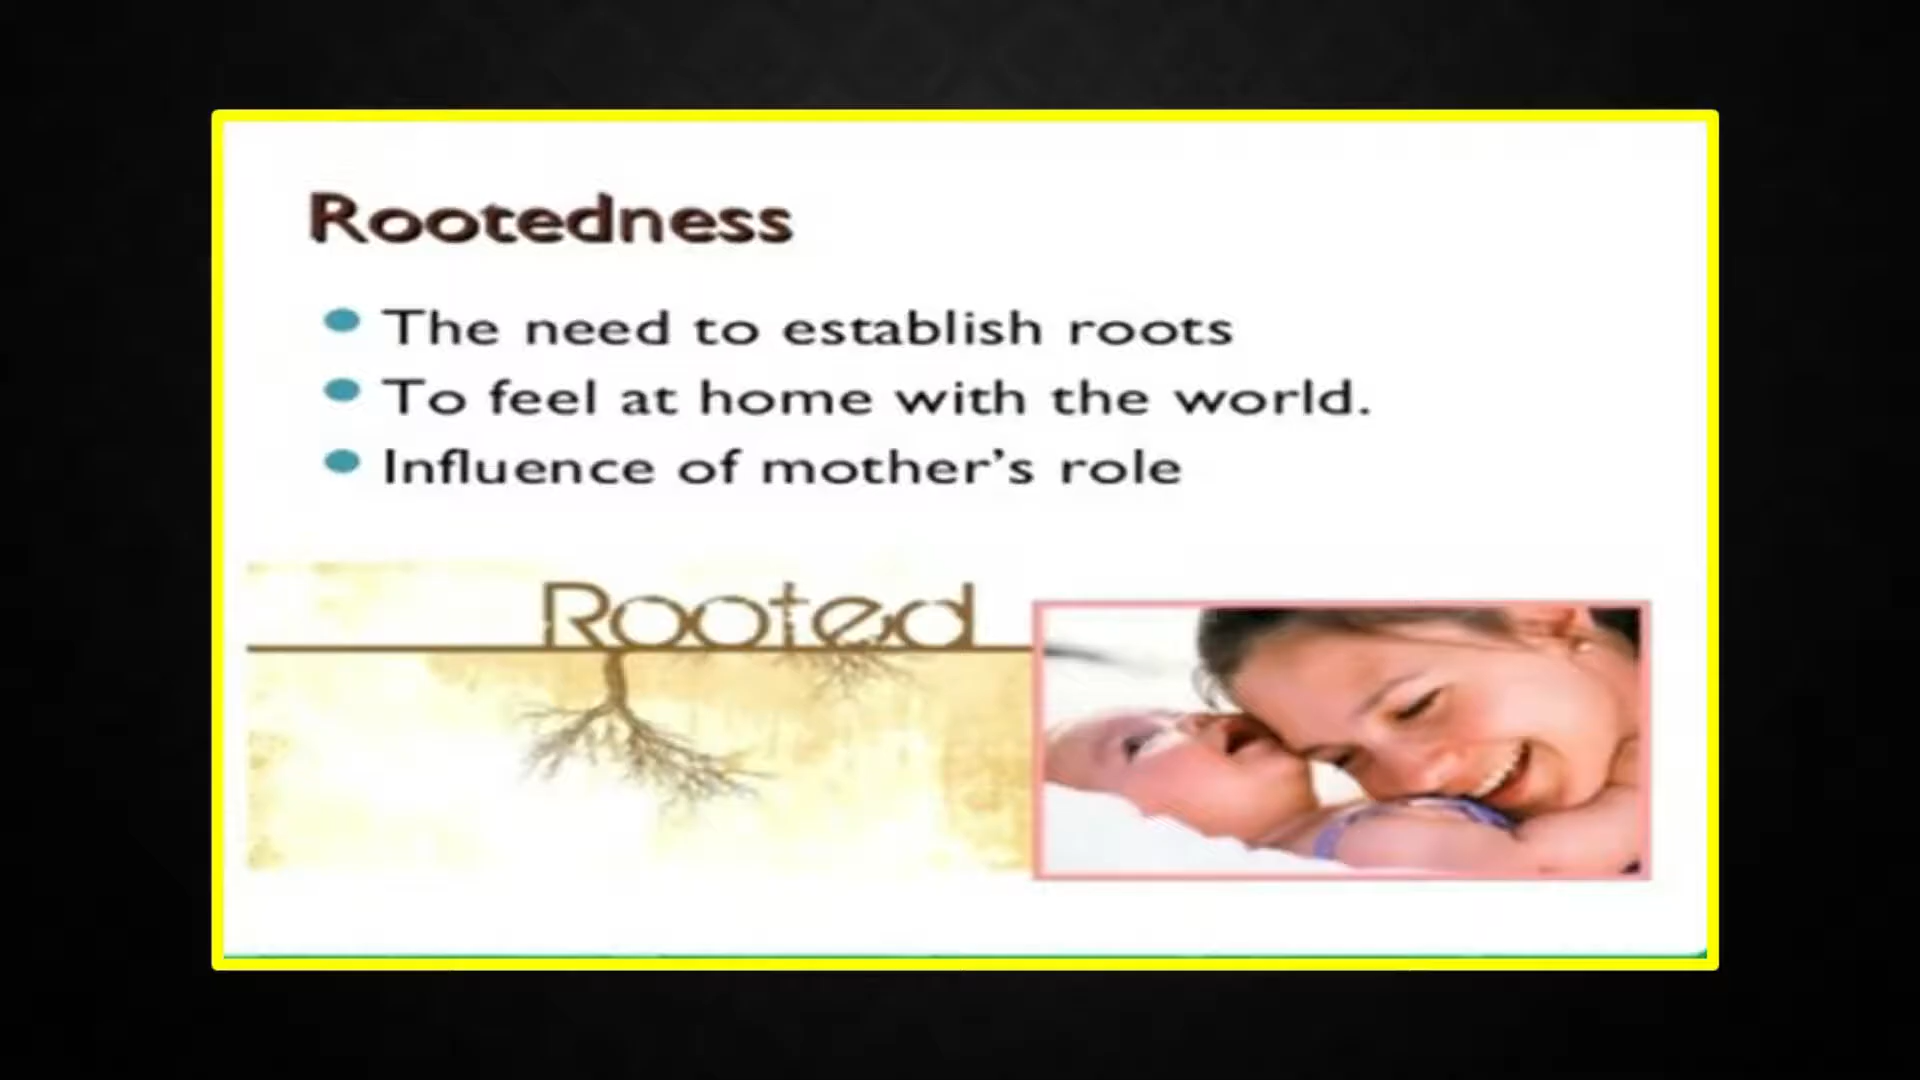 Rootedness
The need to establish roots
To feel at home with the world.
Influence of mother's role
Rooted